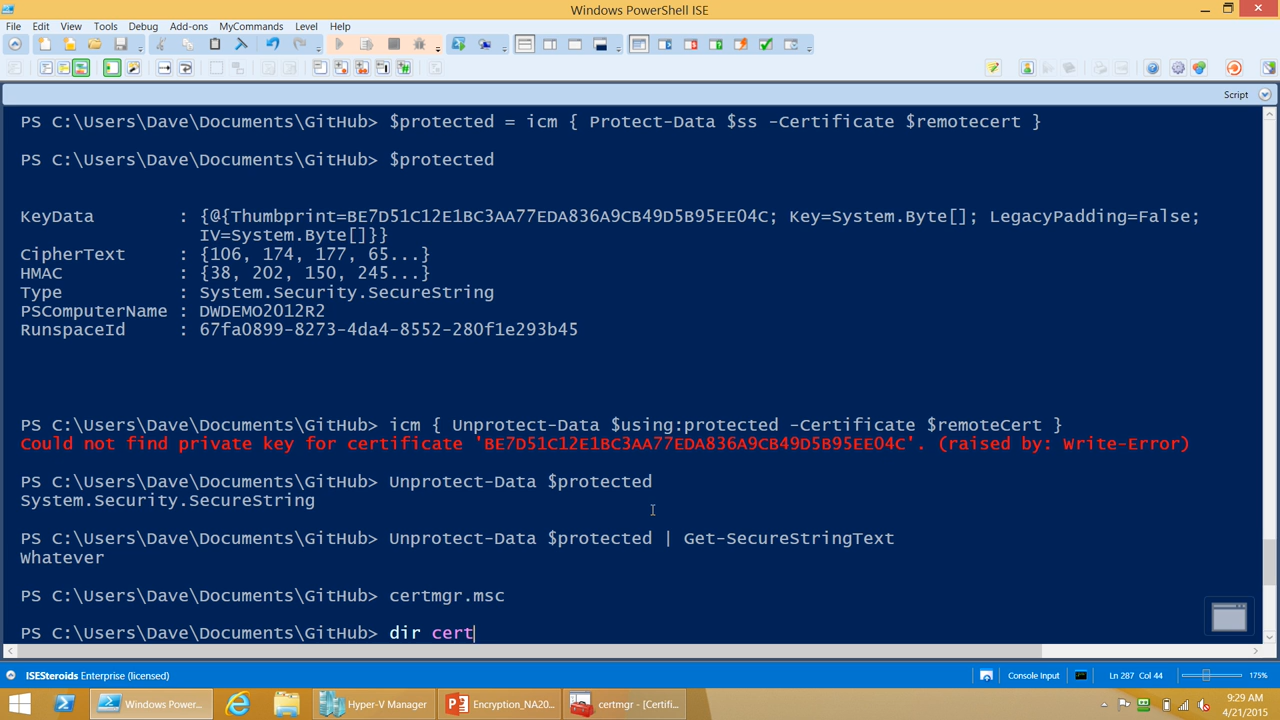 Windows PowerShell ISE
File Edit View Tools Debug Add-ons MyCommands Level Help
Script
PS C:\Users\Dave\Documents\GitHub> $protected = icm { Protect-Data $ss -Certificate $remotecert }
PS C:\Users\Dave\Documents\GitHub> $protected
KeyData : {@{Thumbprint=BE7D51C12E1BC3AA77EDA836A9CB49D5B95EE04C; Key=System.Byte[]; LegacyPadding=False;
IV=System.Byte[]}}
CipherText : {106, 174, 177, 65...}
HMAC : {38, 202, 150, 245...}
Type : System.Security.SecureString
PSComputerName : DWDEMO2012R2
RunspaceId : 67fa0899-8273-4da4-8552-280f1e293b45
PS C:\Users\Dave\Documents\GitHub> icm { Unprotect-Data $using:protected -Certificate $remoteCert }
Could not find private key for certificate 'BE7D51C12E1BC3AA77EDA836A9CB49D5B95EE04C'. (raised by: Write-Error)
PS C:\Users\Dave\Documents\GitHub> Unprotect-Data $protected
System.Security.SecureString
PS C:\Users\Dave\Documents\GitHub> Unprotect-Data $protected | Get-SecureStringText
Whatever
PS C:\Users\Dave\Documents\GitHub> certmgr.msc
PS C:\Users\Dave\Documents\GitHub> dir cert
ISESteroids Enterprise (licensed) Console Input Ln 287 Col 44 175%
Windows Power... Hyper-V Manager Encryption_NA20... certmgr - [Certifi... 9:29 AM
4/21/2015